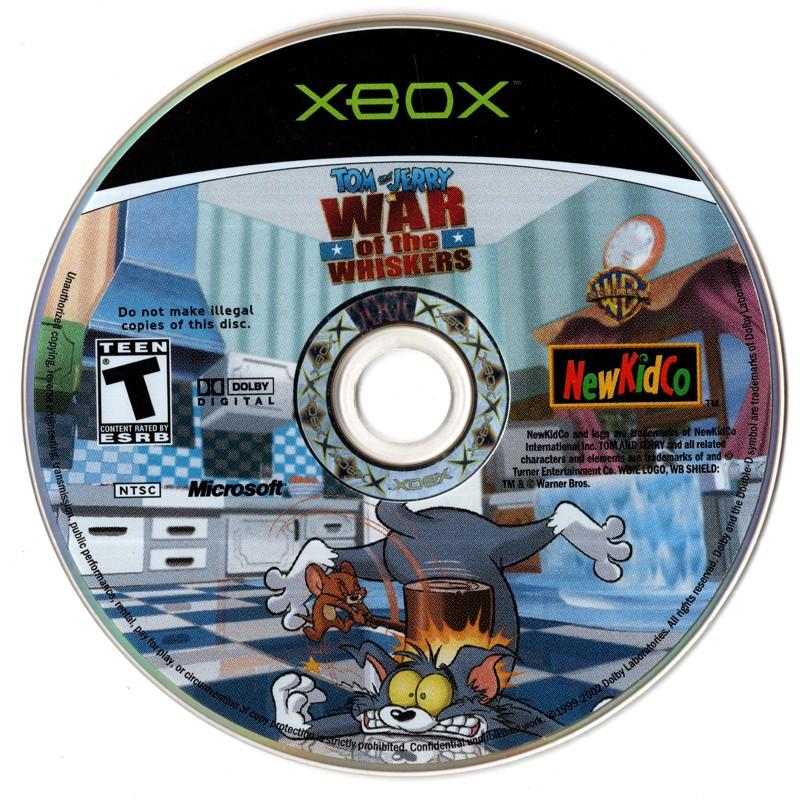 XBOX™
TOM and JERRY
WAR
of the
WHISKERS
Do not make illegal
copies of this disc.
TEEN
T
®
CONTENT RATED BY
ESRB
DOLBY
DIGITAL
NTSC
Microsoft
WB
NewKidCo™
NewKidCo and logo are trademarks of NewKidCo
International Inc. TOM AND JERRY and all related
characters and elements are trademarks of and ©
Turner Entertainment Co. WBIE LOGO, WB SHIELD:
TM & © Warner Bros.
XBOX
Unauthorized copying, reverse engineering, transmission, public performance, rental, pay for play, or circumvention of copy protection is strictly prohibited. Confidential unpublished work ©1999-2002 Dolby Laboratories. All rights reserved. Dolby and the Double-D symbol are trademarks of Dolby Laboratories.